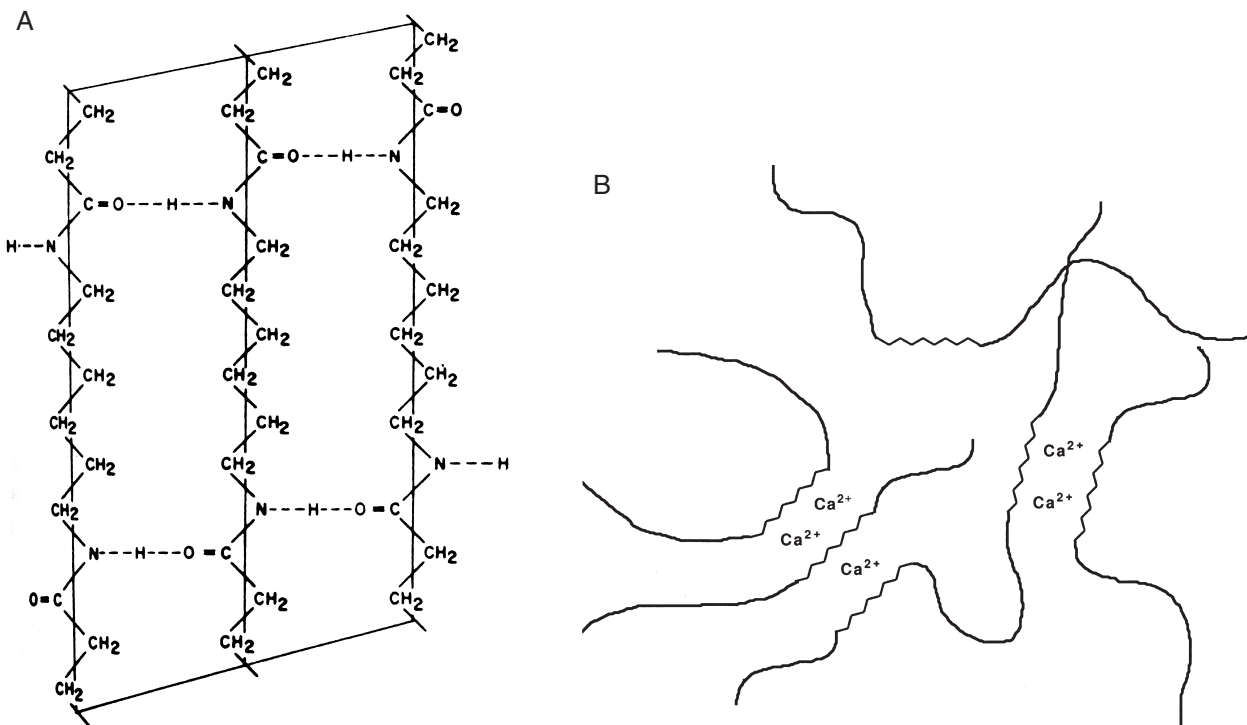 A
CH₂
CH₂ CH₂
CH₂ CH₂ C=O
CH₂ C=O---H---N
C=O---H---N CH₂
H--N CH₂ CH₂
CH₂ CH₂ CH₂
CH₂ CH₂ CH₂
CH₂ CH₂ CH₂
CH₂ CH₂ CH₂
CH₂ CH₂ N---H
CH₂ N---H---O=C
N---H---O=C CH₂
O=C CH₂ CH₂
CH₂ CH₂
CH₂
B
Ca²⁺
Ca²⁺ Ca²⁺
Ca²⁺
Ca²⁺